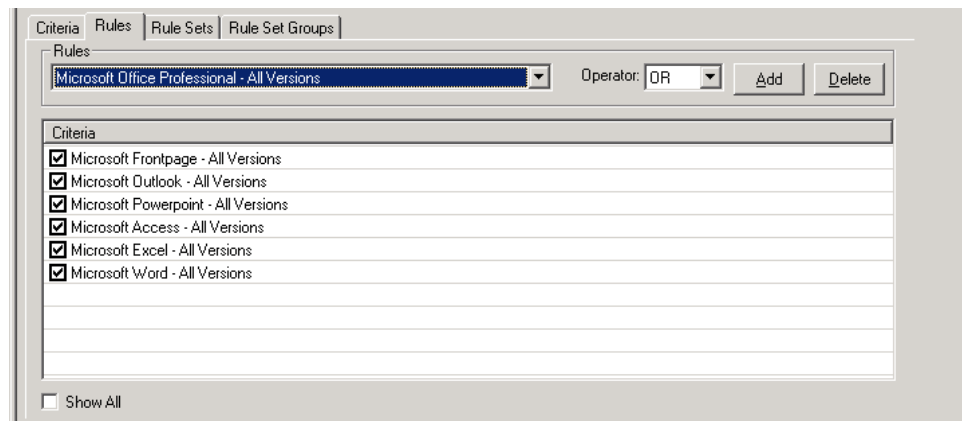 Criteria Rules Rule Sets Rule Set Groups
Rules
Microsoft Office Professional - All Versions Operator: OR Add Delete
Criteria
Microsoft Frontpage - All Versions
Microsoft Outlook - All Versions
Microsoft Powerpoint - All Versions
Microsoft Access - All Versions
Microsoft Excel - All Versions
Microsoft Word - All Versions
Show All